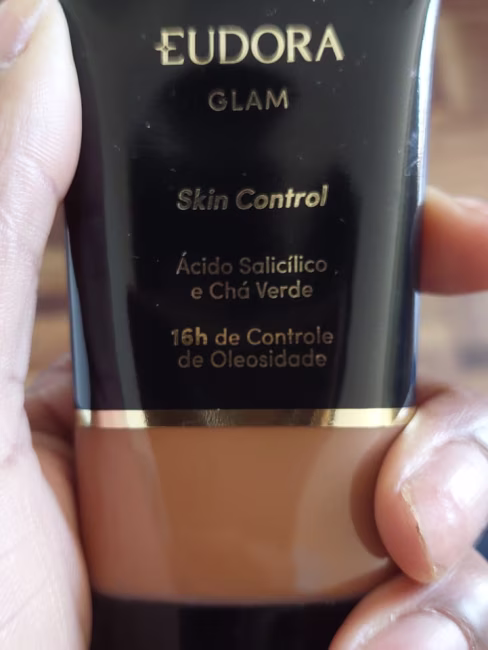 EUDORA
GLAM
Skin Control
Ácido Salicílico
e Chá Verde
16h de Controle
de Oleosidade